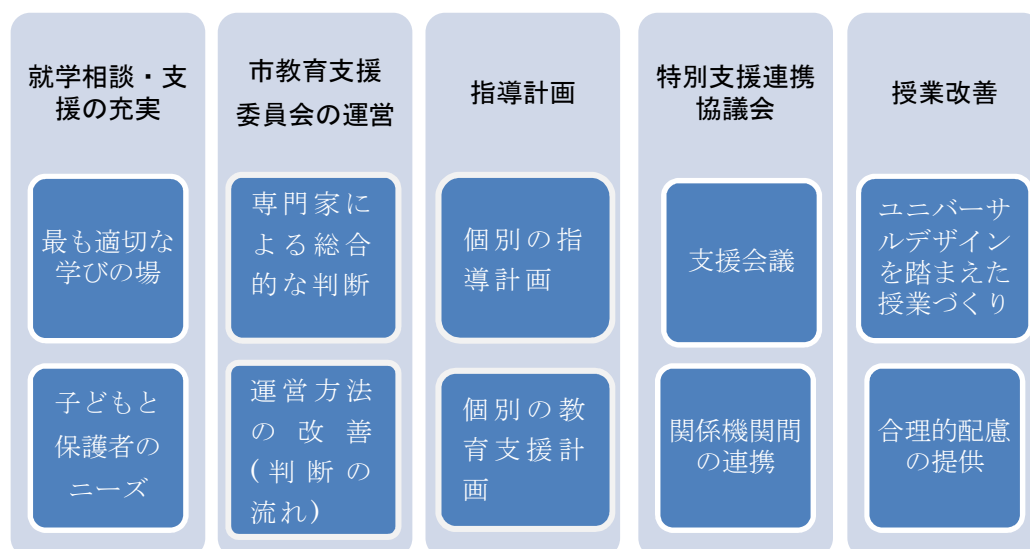 就学相談・支
援の充実
最も適切な
学びの場
子どもと
保護者の
ニーズ
市教育支援
委員会の運営
専門家に
よる総合
的な判断
運営方法
の改善
(判断の
流れ)
指導計画
個別の指
導計画
個別の教
育支援計
画
特別支援連携
協議会
支援会議
関係機関間
の連携
授業改善
ユニバーサ
ルデザイン
を踏まえた
授業づくり
合理的配慮
の提供